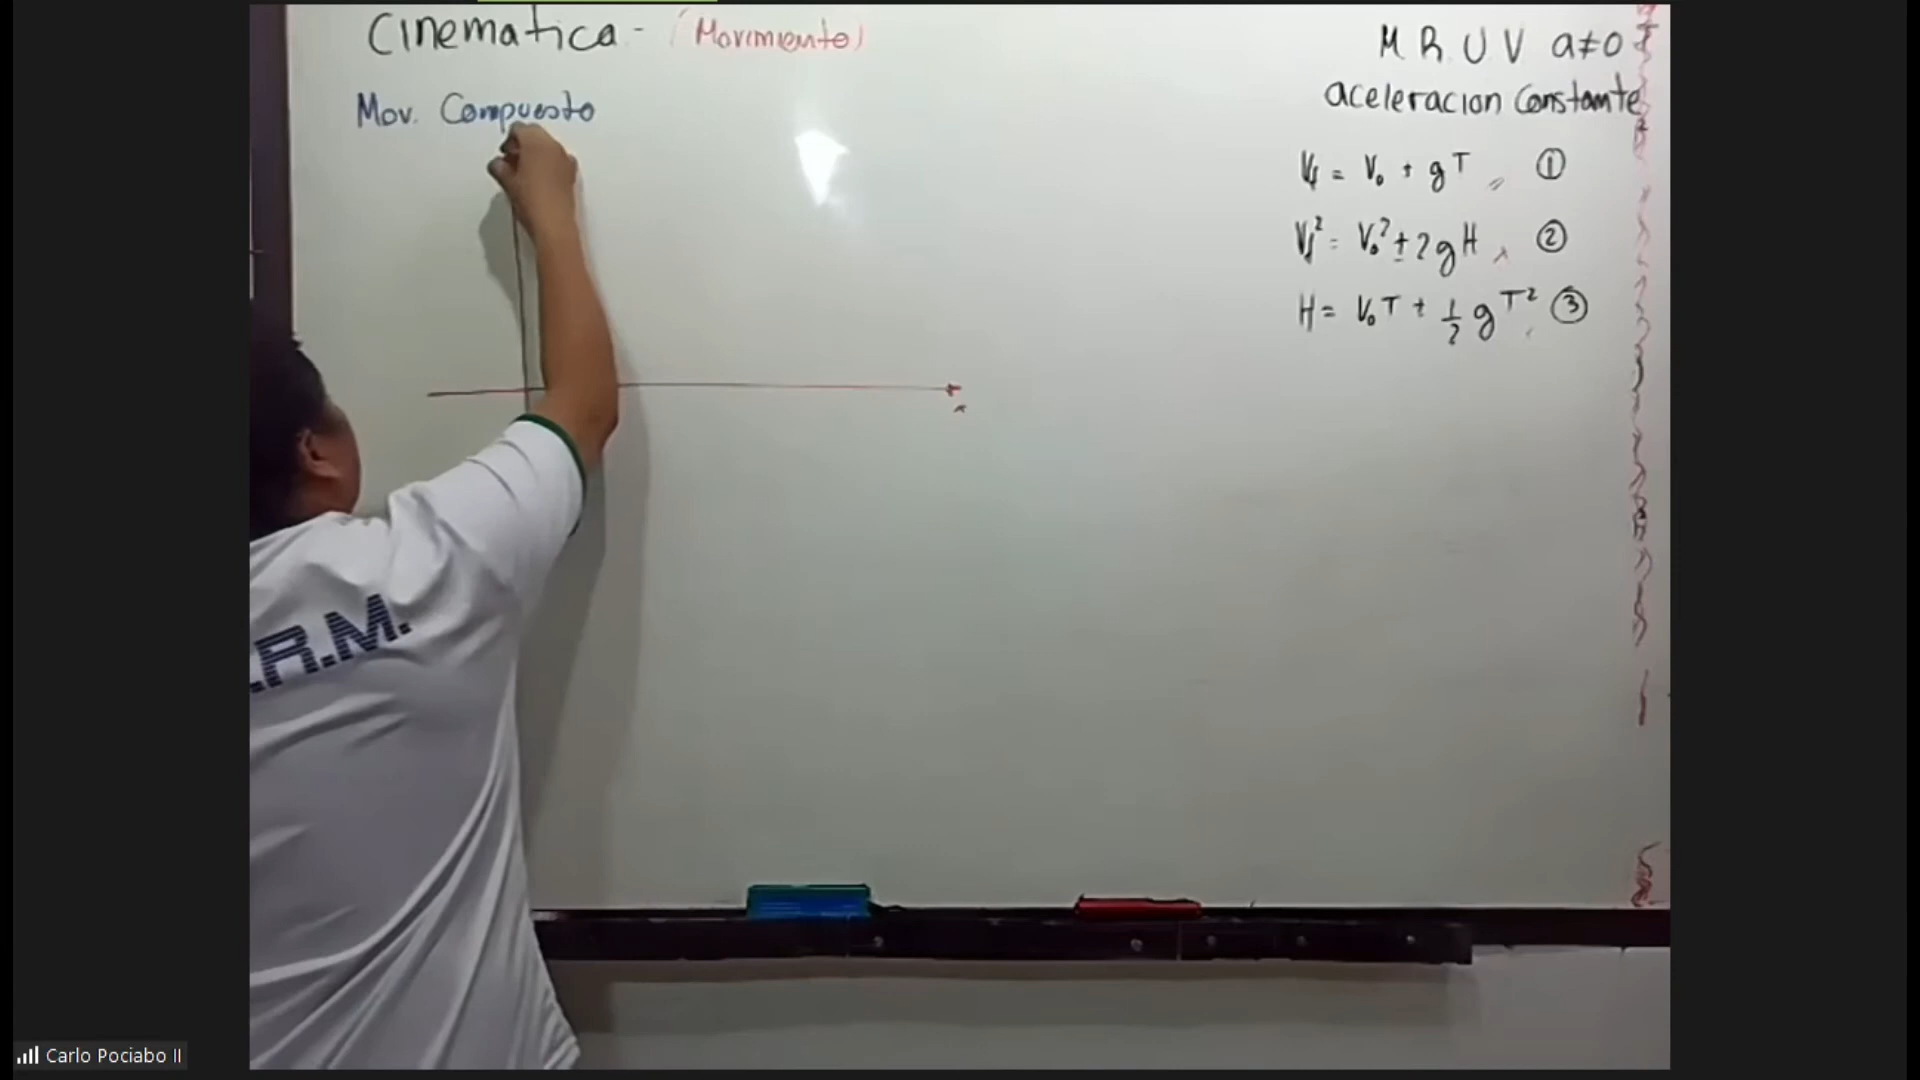 Cinematica - (Movimiento)
Mov. Compuesto
M.R.U.V a≠0
aceleracion Constante
Vf = V₀ + gT ①
Vf² = V₀² ± 2gH ②
H = V₀T + ½gT² ③
x
.R.M.
Carlo Pociabo II